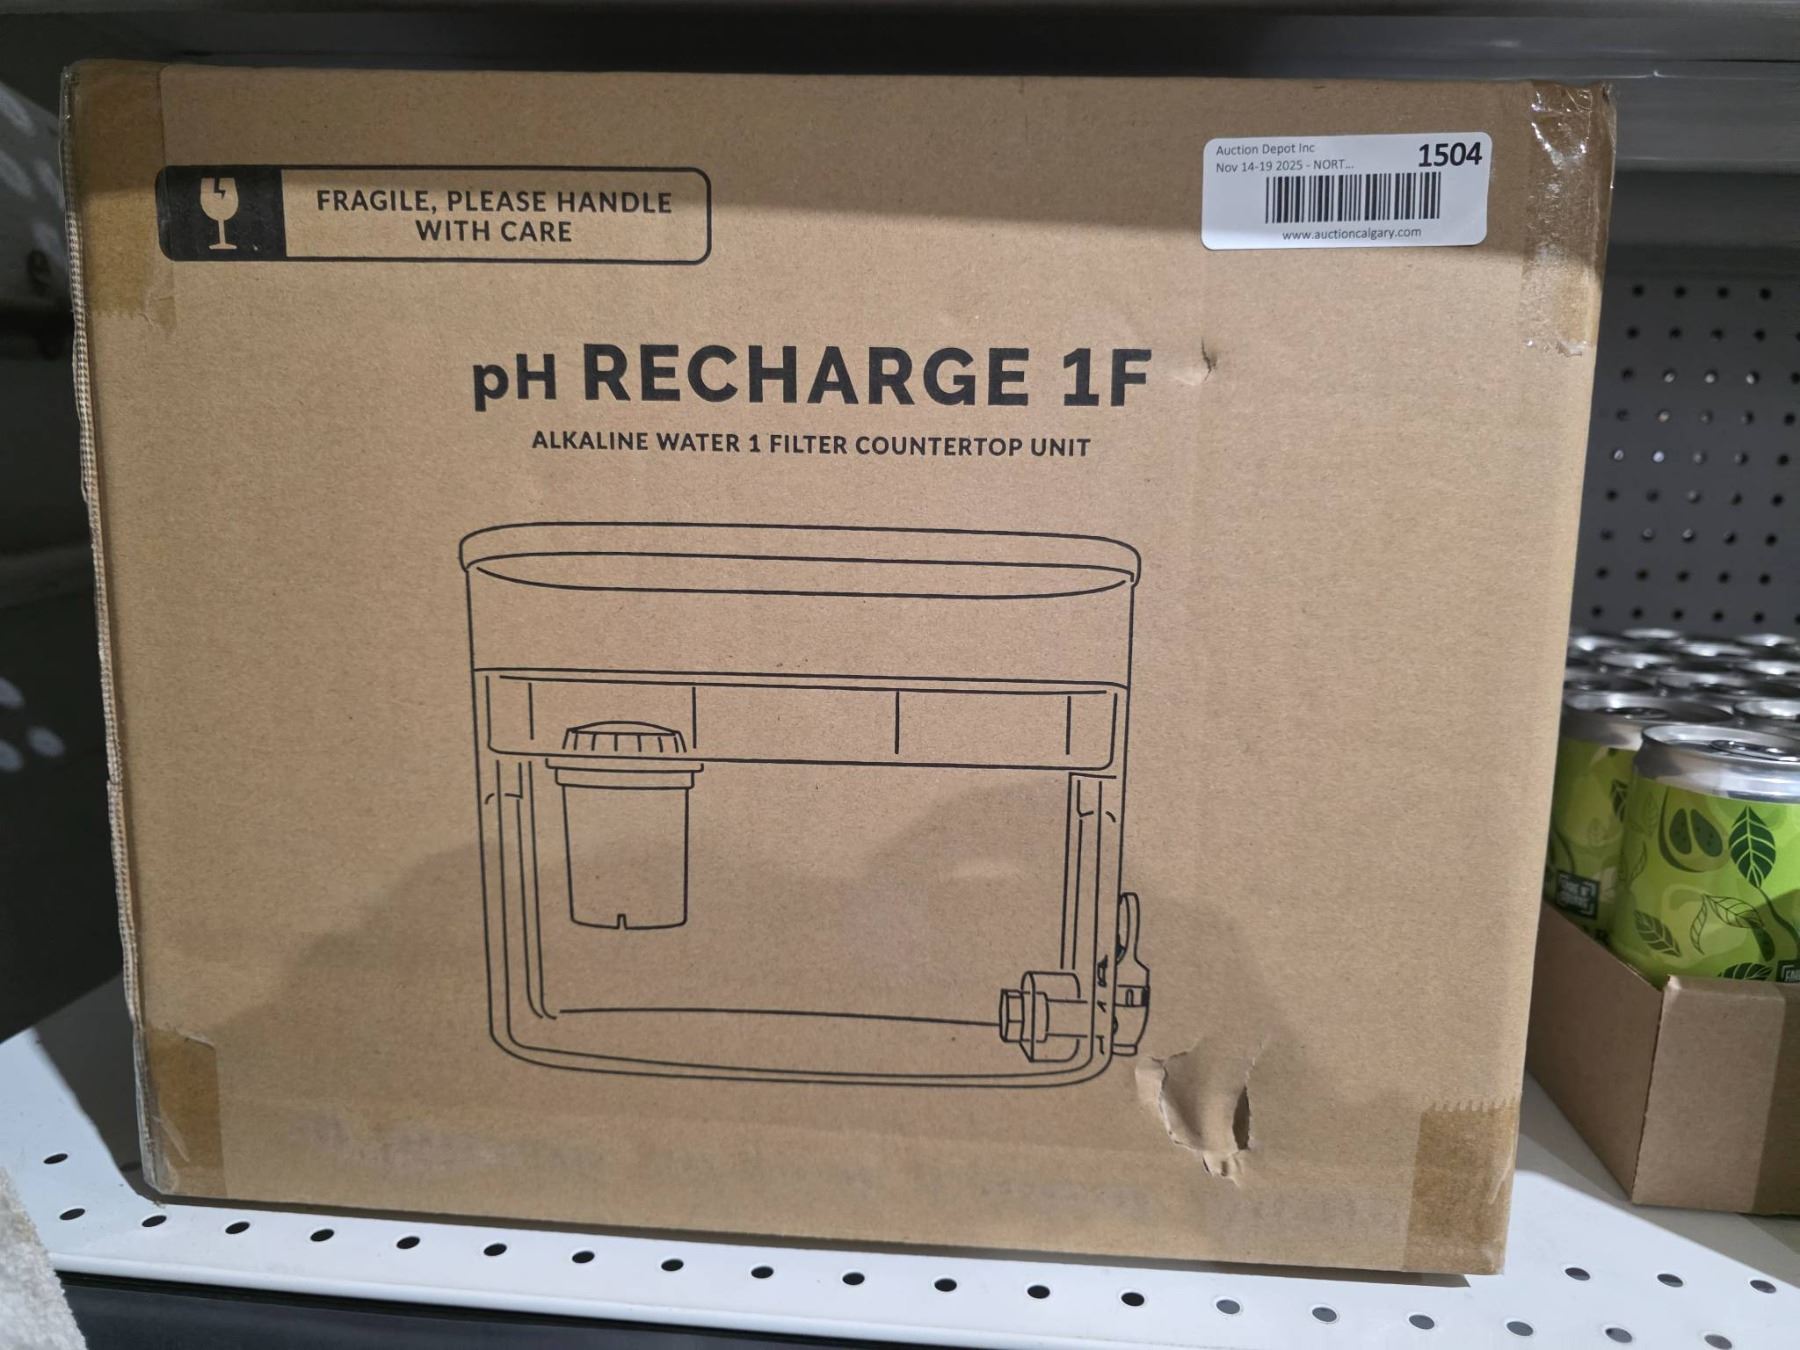 FRAGILE, PLEASE HANDLE
WITH CARE
Auction Depot Inc
1504
Nov 14-19 2025 - NORT...
www.auctioncalgary.com
pH RECHARGE 1F
ALKALINE WATER 1 FILTER COUNTERTOP UNIT